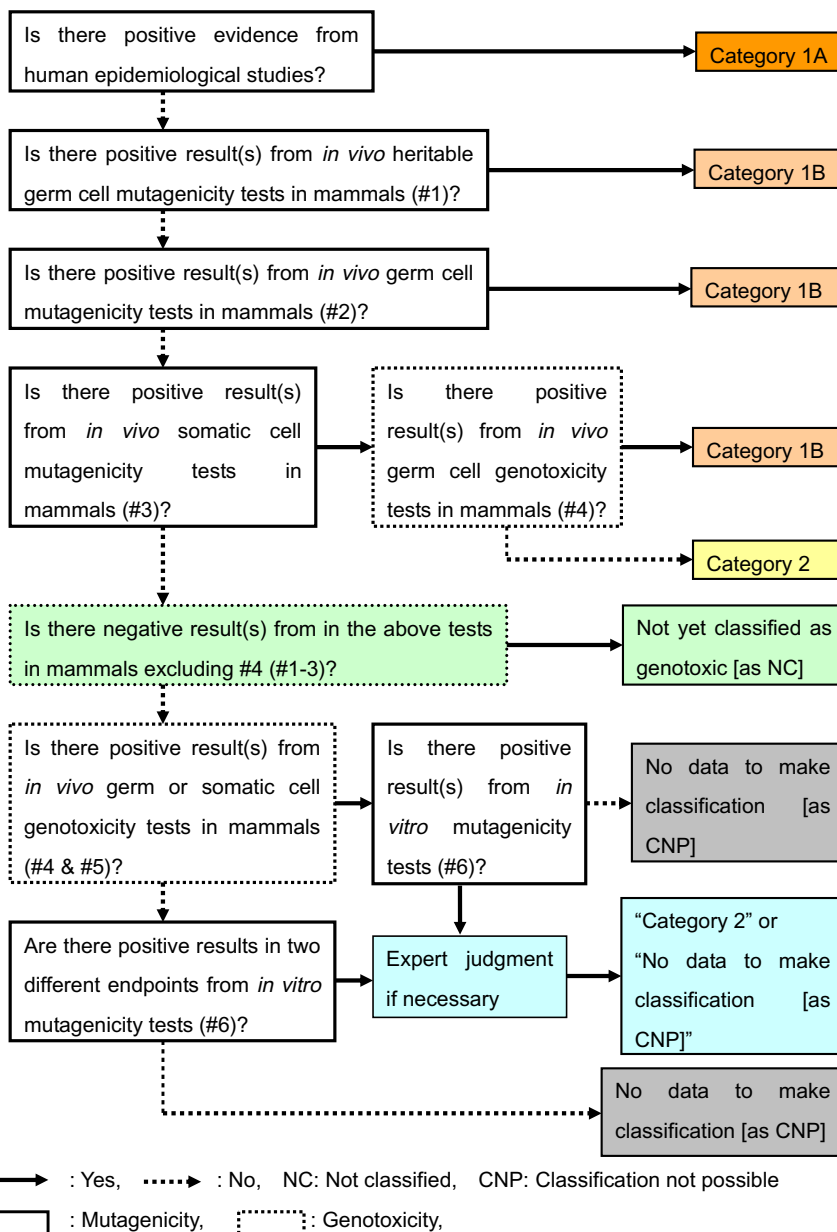 Is there positive evidence from
human epidemiological studies?
Category 1A
Is there positive result(s) from in vivo heritable
germ cell mutagenicity tests in mammals (#1)?
Category 1B
Is there positive result(s) from in vivo germ cell
mutagenicity tests in mammals (#2)?
Category 1B
Is there positive result(s)
from in vivo somatic cell
mutagenicity tests in
mammals (#3)?
Is there positive
result(s) from in vivo
germ cell genotoxicity
tests in mammals (#4)?
Category 1B
Category 2
Is there negative result(s) from in the above tests
in mammals excluding #4 (#1-3)?
Not yet classified as
genotoxic [as NC]
Is there positive result(s) from
in vivo germ or somatic cell
genotoxicity tests in mammals
(#4 & #5)?
Is there positive
result(s) from in
vitro mutagenicity
tests (#6)?
No data to make
classification [as
CNP]
Are there positive results in two
different endpoints from in vitro
mutagenicity tests (#6)?
Expert judgment
if necessary
“Category 2” or
“No data to make
classification [as
CNP]”
No data to make
classification [as CNP]
: Yes, : No, NC: Not classified, CNP: Classification not possible
: Mutagenicity, : Genotoxicity,